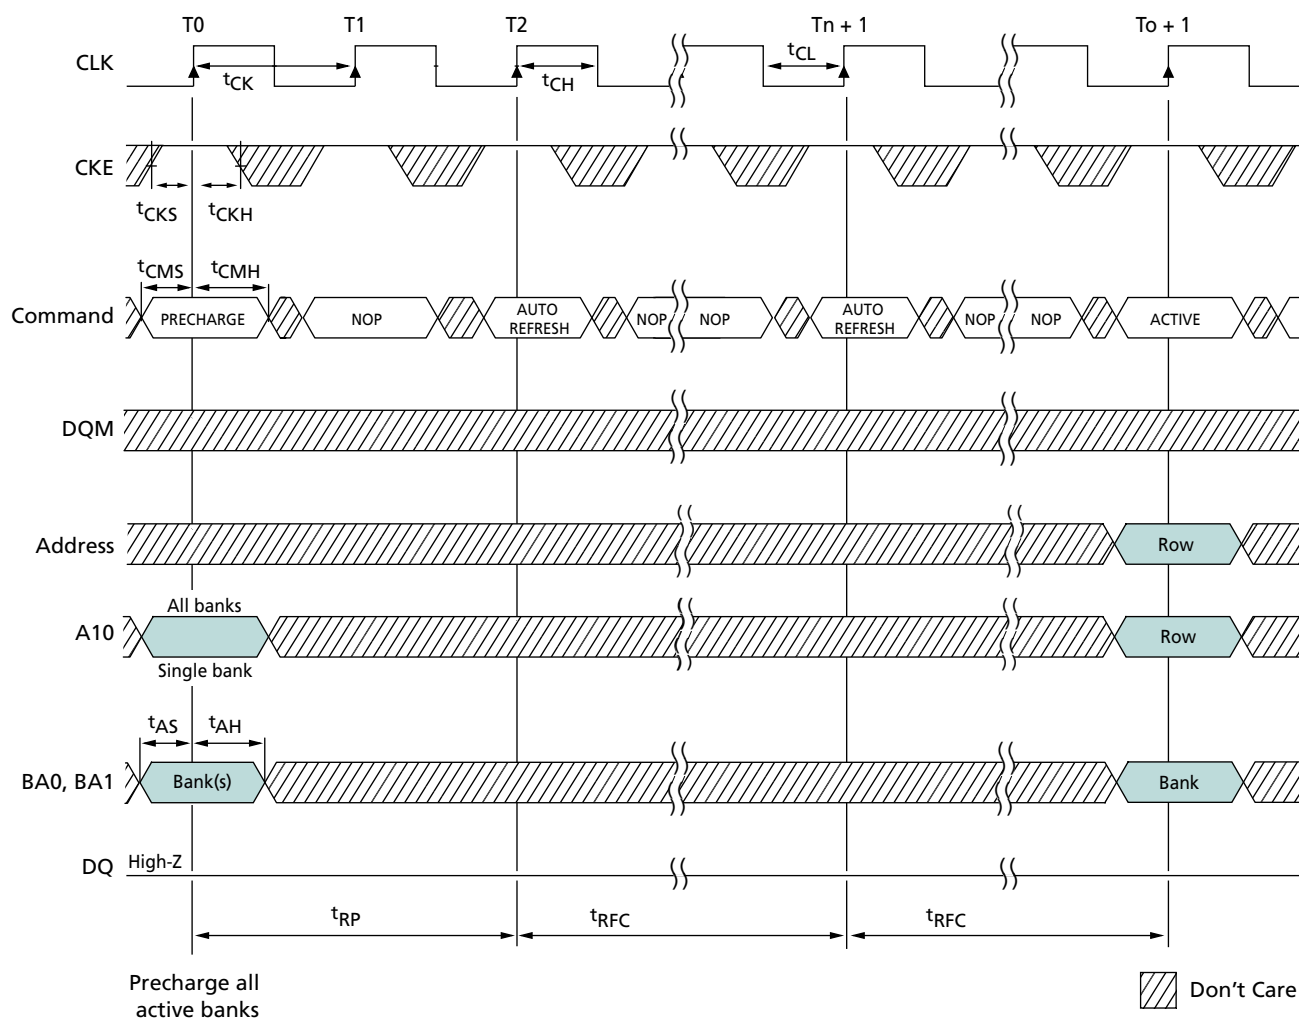 T0 T1 T2 Tn + 1 To + 1
CLK
tCK tCH tCL
CKE
tCKS tCKH
tCMS tCMH
Command PRECHARGE NOP AUTO REFRESH NOP NOP AUTO REFRESH NOP NOP ACTIVE
DQM
Address Row
All banks
A10 Row
Single bank
tAS tAH
BA0, BA1 Bank(s) Bank
DQ High-Z
tRP tRFC tRFC
Precharge all
active banks
Don't Care